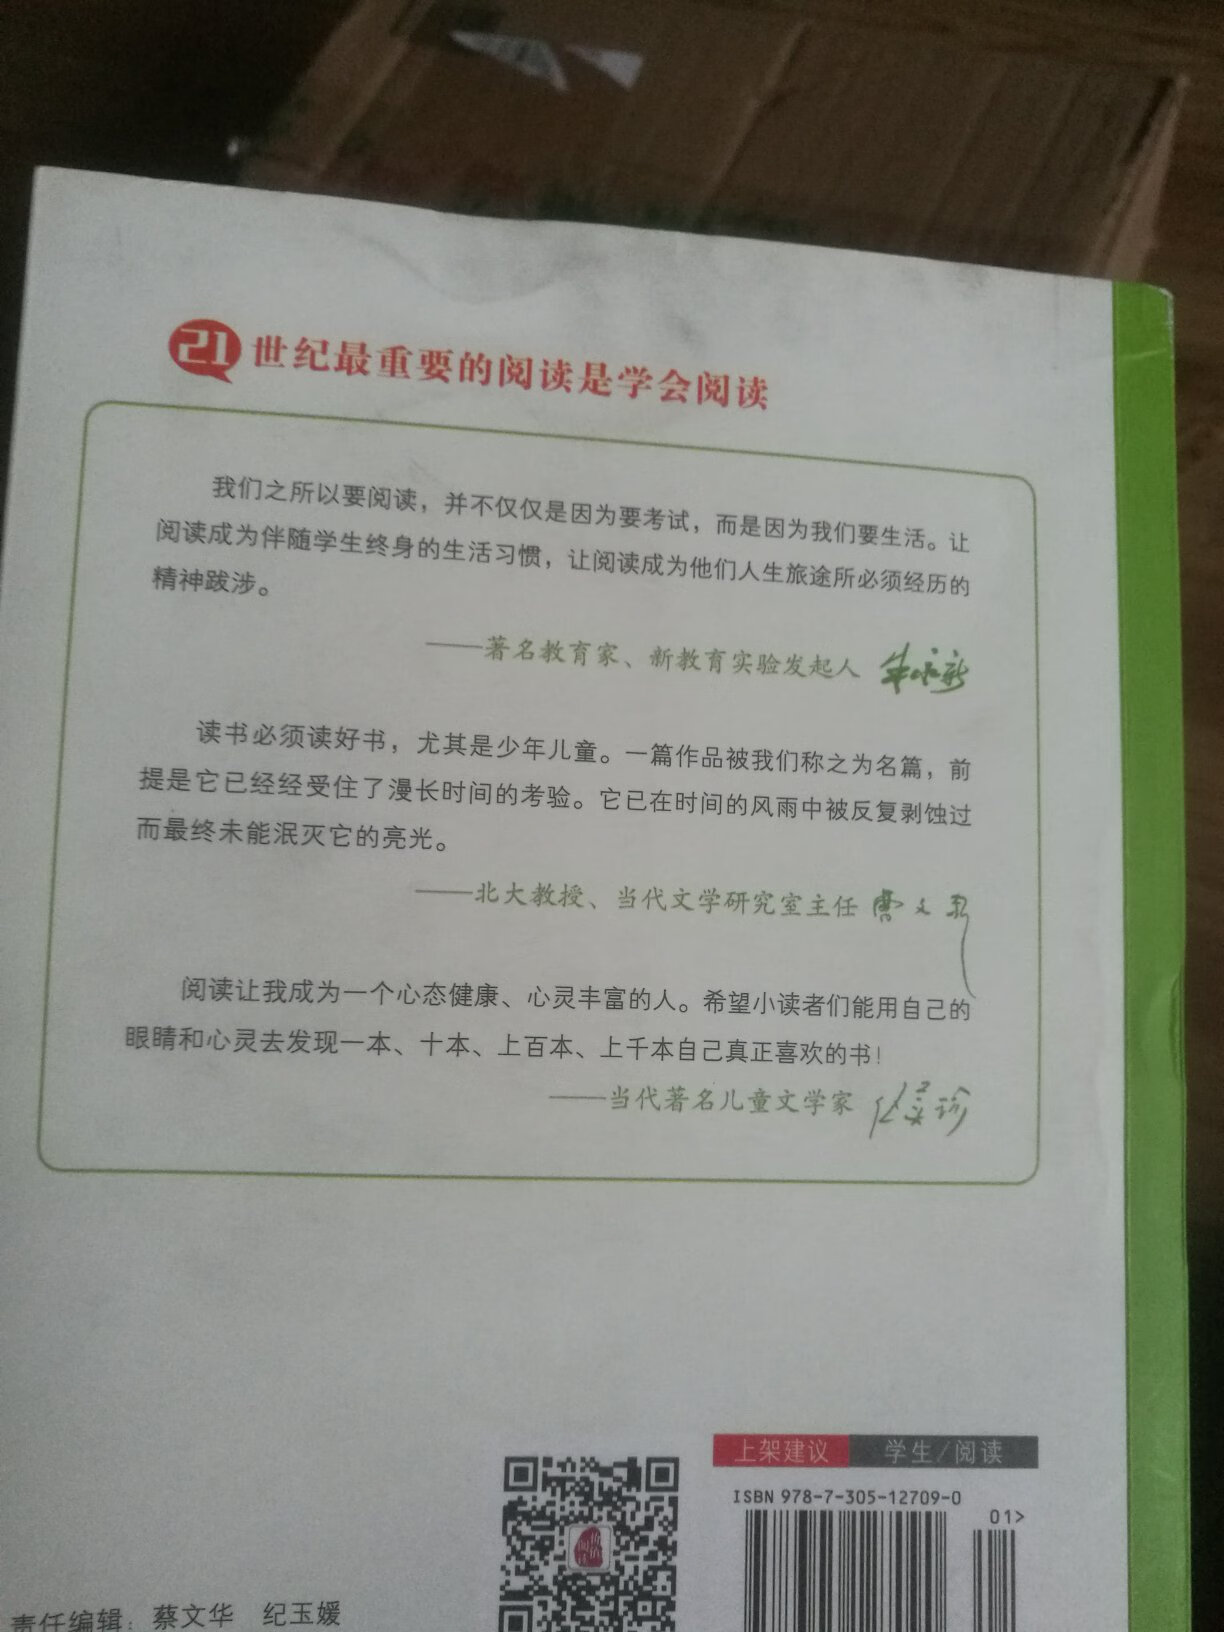 21世纪最重要的阅读是学会阅读
我们之所以要阅读，并不仅仅是因为要考试，而是因为我们要生活。让
阅读成为伴随学生终身的生活习惯，让阅读成为他们人生旅途所必须经历的
精神跋涉。
——著名教育家、新教育实验发起人 朱永新
读书必须读好书，尤其是少年儿童。一篇作品被我们称之为名篇，前
提是它已经经受住了漫长时间的考验。它已在时间的风雨中被反复剥蚀过
而最终未能泯灭它的亮光。
——北大教授、当代文学研究室主任 曹文轩
阅读让我成为一个心态健康、心灵丰富的人。希望小读者们能用自己的
眼睛和心灵去发现一本、十本、上百本、上千本自己真正喜欢的书！
——当代著名儿童文学家
上架建议 学生/阅读
ISBN 978-7-305-12709-0
01>
责任编辑：蔡文华 纪玉媛